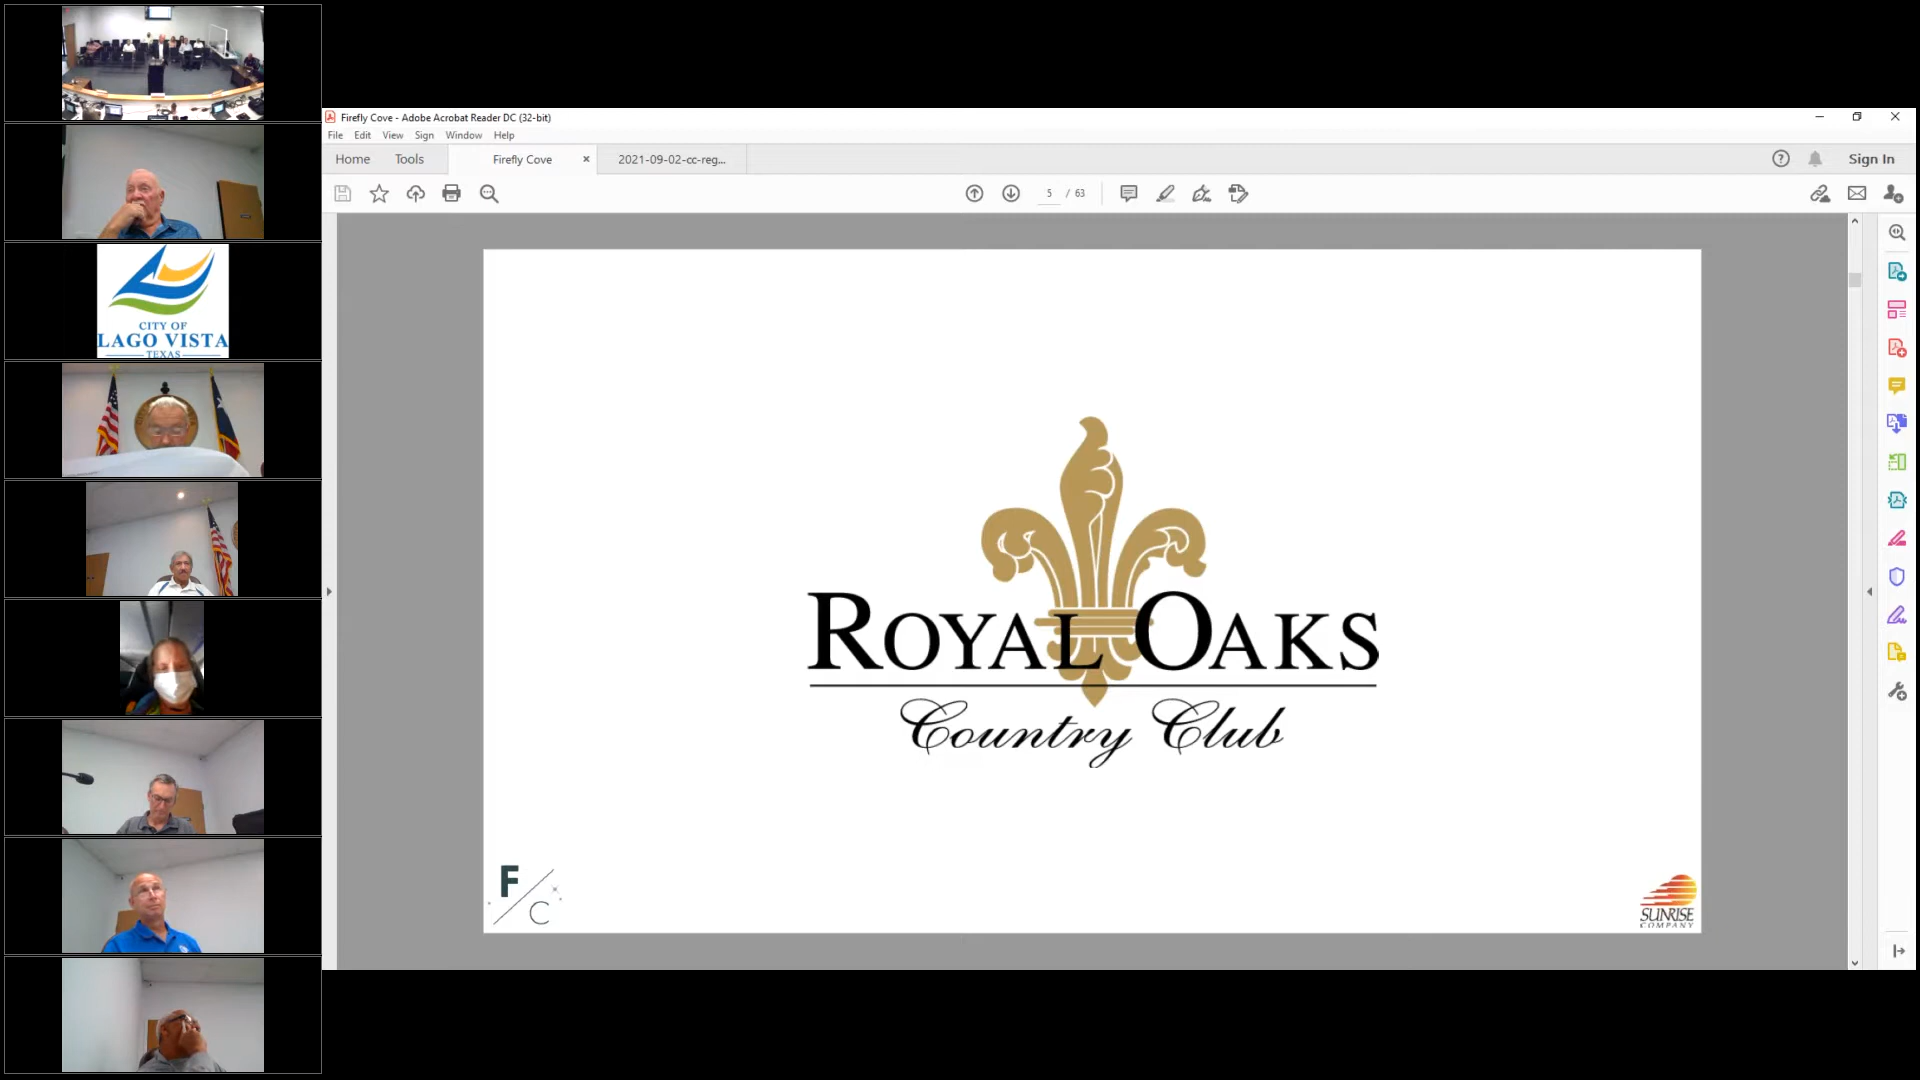 CITY OF
LAGO VISTA
TEXAS
Firefly Cove - Adobe Acrobat Reader DC (32-bit)
File Edit View Sign Window Help
Home Tools Firefly Cove 2021-09-02-cc-reg... Sign In
5 / 63
ROYAL OAKS
Country Club
F/C
SUNRISE
COMPANY